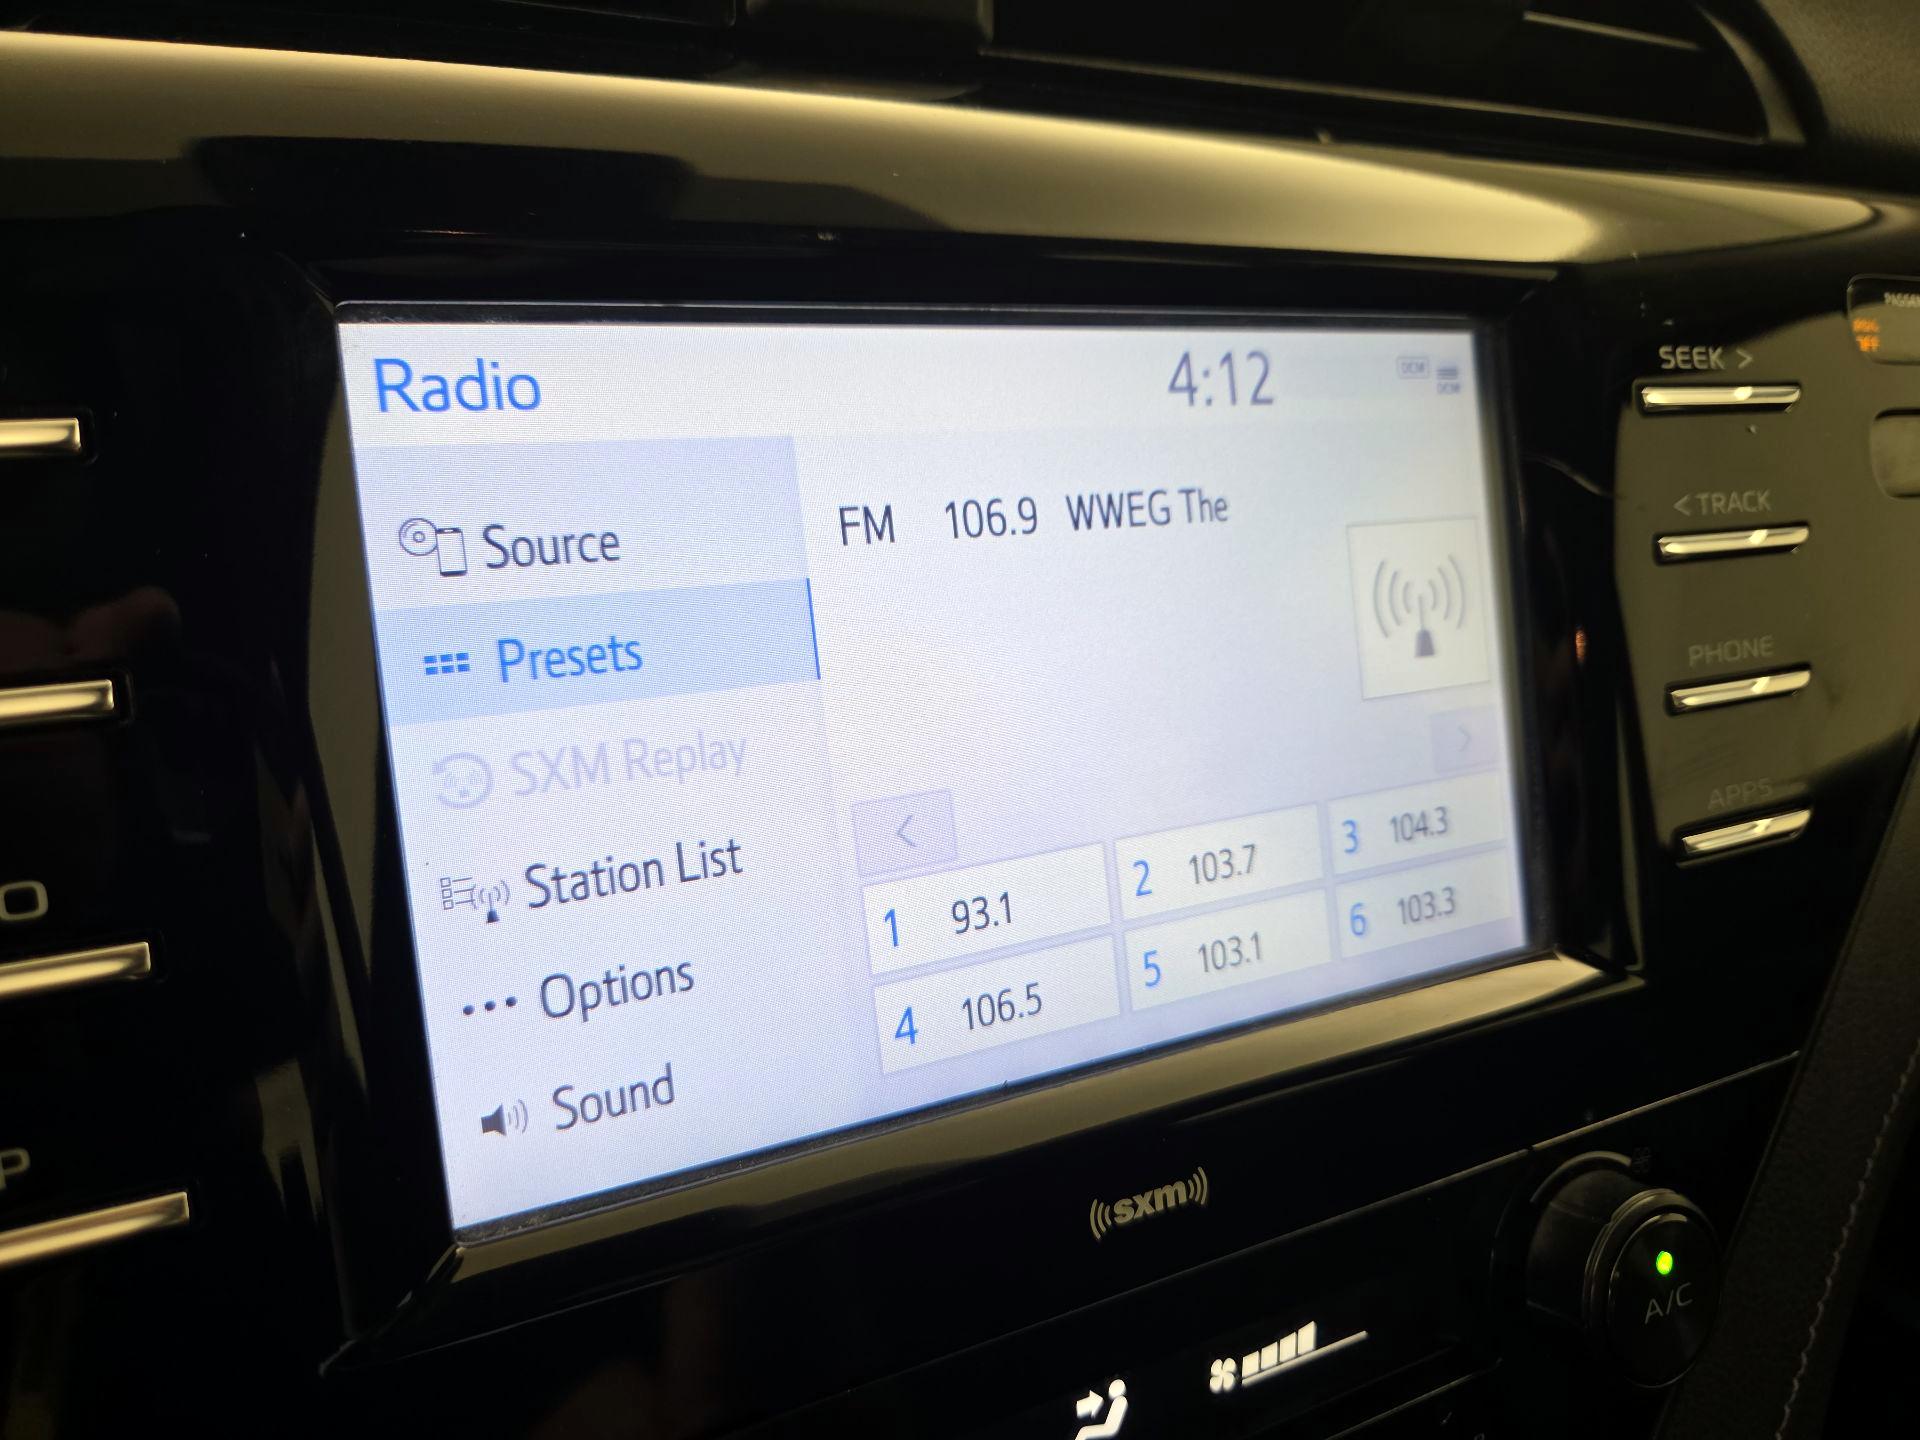 Radio
4:12
DCM
DCM
Source
FM 106.9 WWEG The
Presets
SXM Replay
Station List
Options
Sound
1 93.1
2 103.7
3 104.3
4 106.5
5 103.1
6 103.3
SEEK >
< TRACK
PHONE
APPS
O
P
sxm
A/C